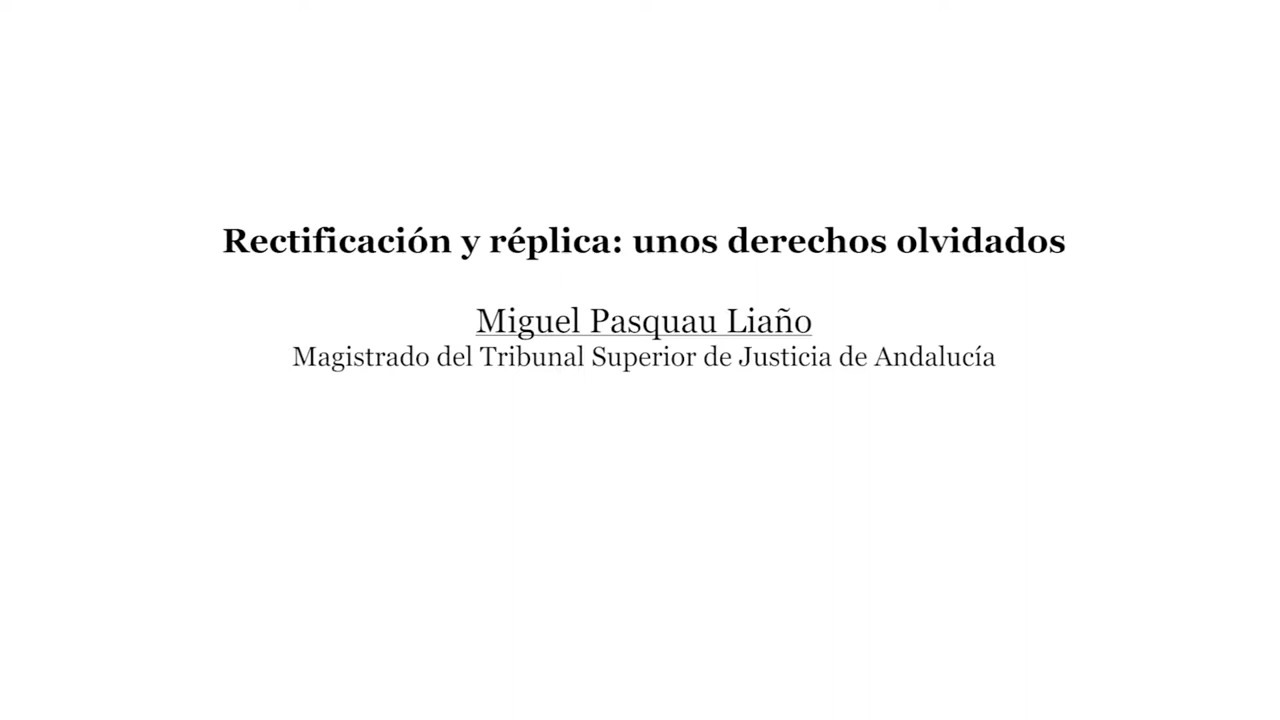 Rectificación y réplica: unos derechos olvidados
Miguel Pasquau Liaño
Magistrado del Tribunal Superior de Justicia de Andalucía